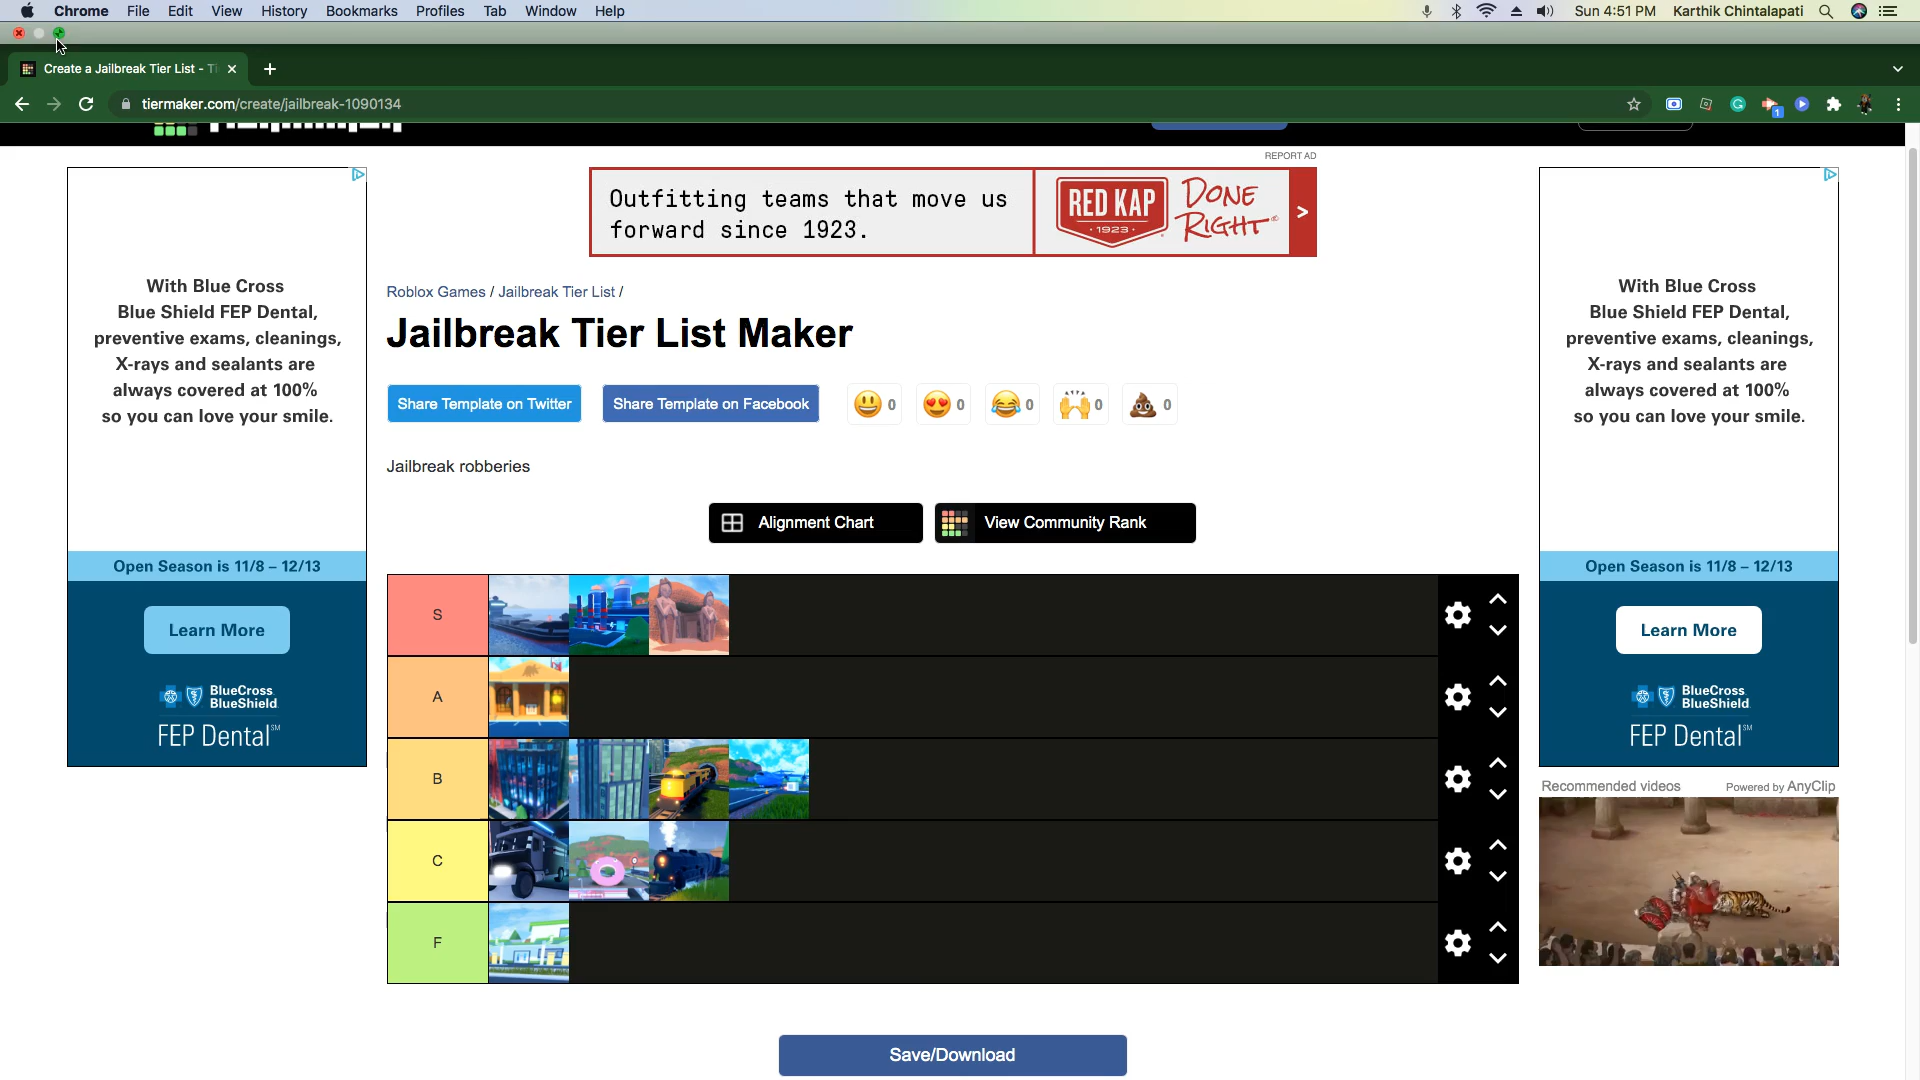 Chrome File Edit View History Bookmarks Profiles Tab Window Help Sun 4:51 PM Karthik Chintalapati
Create a Jailbreak Tier List - Ti
tiermaker.com/create/jailbreak-1090134
1
REPORT AD
Outfitting teams that move us
forward since 1923.
RED KAP
· 1923 ·
DONE
RIGHT
With Blue Cross
Blue Shield FEP Dental,
preventive exams, cleanings,
X-rays and sealants are
always covered at 100%
so you can love your smile.
Open Season is 11/8 – 12/13
Learn More
BlueCross
BlueShield
FEP Dental℠
Roblox Games / Jailbreak Tier List /
Jailbreak Tier List Maker
Share Template on Twitter Share Template on Facebook 0 0 0 0 0
Jailbreak robberies
Alignment Chart View Community Rank
S
A
B
C
F
Save/Download
With Blue Cross
Blue Shield FEP Dental,
preventive exams, cleanings,
X-rays and sealants are
always covered at 100%
so you can love your smile.
Open Season is 11/8 – 12/13
Learn More
BlueCross
BlueShield
FEP Dental℠
Recommended videos Powered by AnyClip